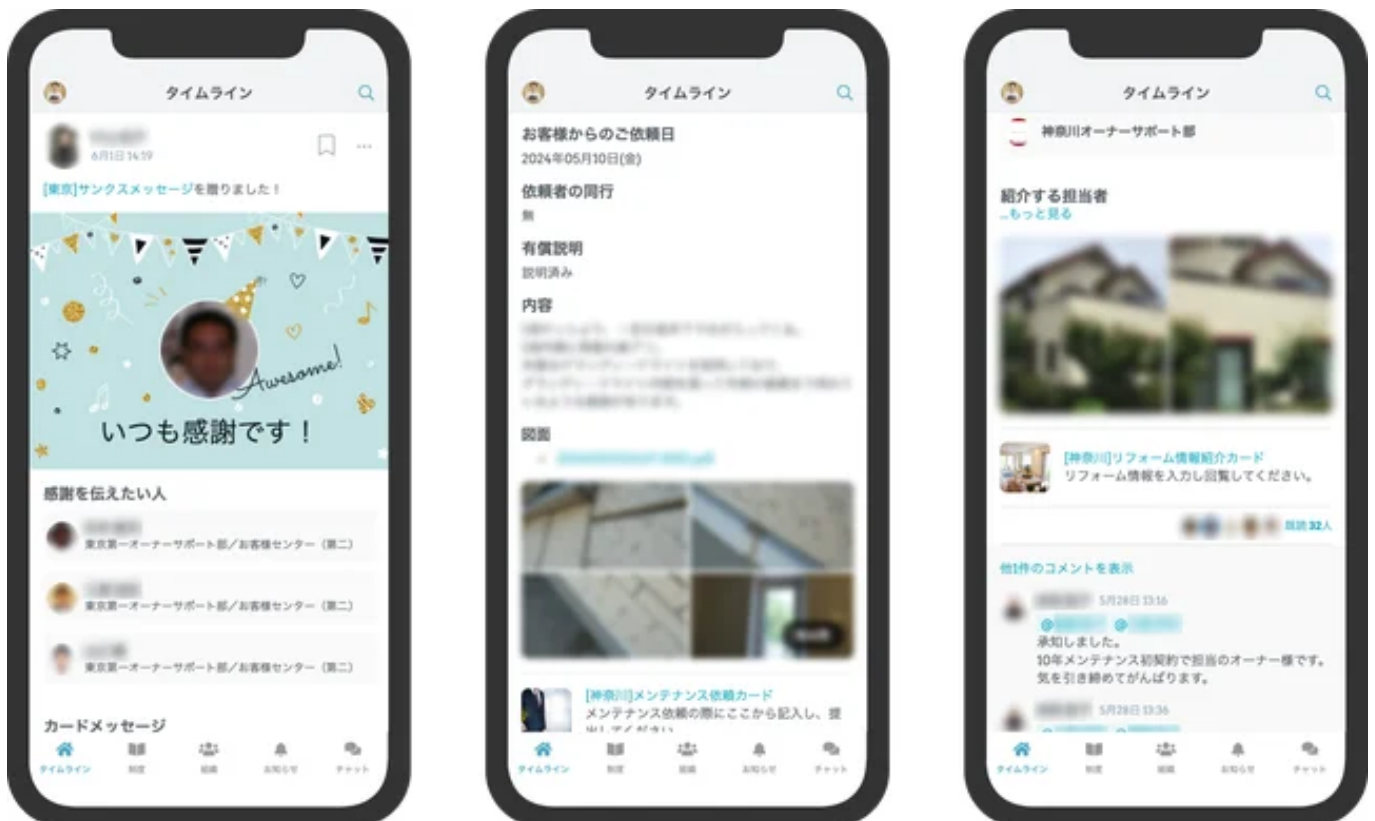 タイムライン
6月1日 14:59
[東京]サンクスメッセージを贈りました！
Awesome!
いつも感謝です！
感謝を伝えたい人
東京第一オーナーサポート部／お客様センター（第二）
東京第一オーナーサポート部／お客様センター（第二）
東京第一オーナーサポート部／お客様センター（第二）
カードメッセージ
タイムライン
制度
組織
お知らせ
チャット
タイムライン
お客様からのご依頼日
2024年05月10日(金)
依頼者の同行
無
有償説明
説明済み
内容
図面
[神奈川]メンテナンス依頼カード
メンテナンス依頼の際にここから記入し、提
出してください
タイムライン
制度
組織
お知らせ
チャット
タイムライン
神奈川オーナーサポート部
紹介する担当者
...もっと見る
[神奈川]リフォーム情報紹介カード
リフォーム情報を入力し回覧してください。
既読 32人
他1件のコメントを表示
5月28日 13:16
@ @
承知しました。
10年メンテナンス初契約で担当のオーナー様です。
気を引き締めてがんばります。
5月28日 13:36
タイムライン
制度
組織
お知らせ
チャット